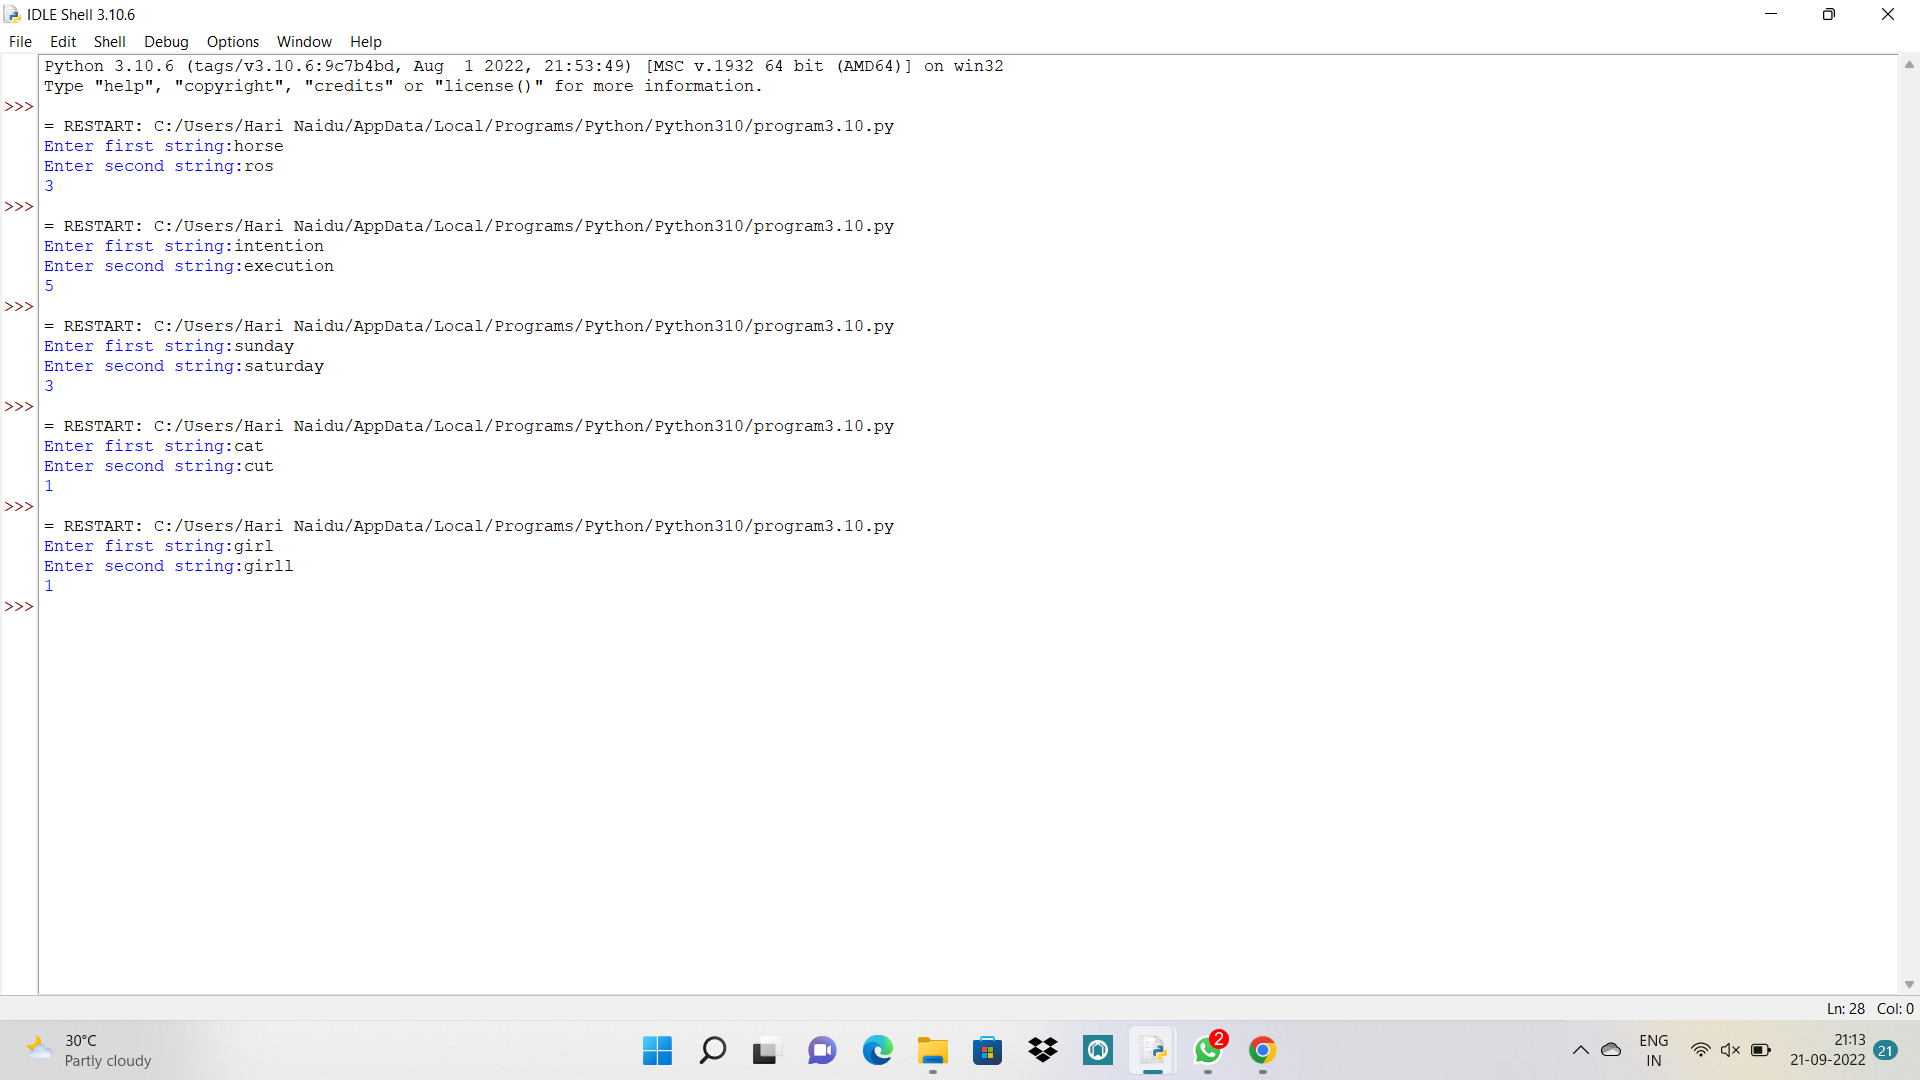 IDLE Shell 3.10.6
File Edit Shell Debug Options Window Help
Python 3.10.6 (tags/v3.10.6:9c7b4bd, Aug  1 2022, 21:53:49) [MSC v.1932 64 bit (AMD64)] on win32
Type "help", "copyright", "credits" or "license()" for more information.
>>>
= RESTART: C:/Users/Hari Naidu/AppData/Local/Programs/Python/Python310/program3.10.py
Enter first string:horse
Enter second string:ros
3
>>>
= RESTART: C:/Users/Hari Naidu/AppData/Local/Programs/Python/Python310/program3.10.py
Enter first string:intention
Enter second string:execution
5
>>>
= RESTART: C:/Users/Hari Naidu/AppData/Local/Programs/Python/Python310/program3.10.py
Enter first string:sunday
Enter second string:saturday
3
>>>
= RESTART: C:/Users/Hari Naidu/AppData/Local/Programs/Python/Python310/program3.10.py
Enter first string:cat
Enter second string:cut
1
>>>
= RESTART: C:/Users/Hari Naidu/AppData/Local/Programs/Python/Python310/program3.10.py
Enter first string:girl
Enter second string:girll
1
>>>
Ln: 28 Col: 0
30°C
Partly cloudy
2
ENG
IN
21:13
21-09-2022
21